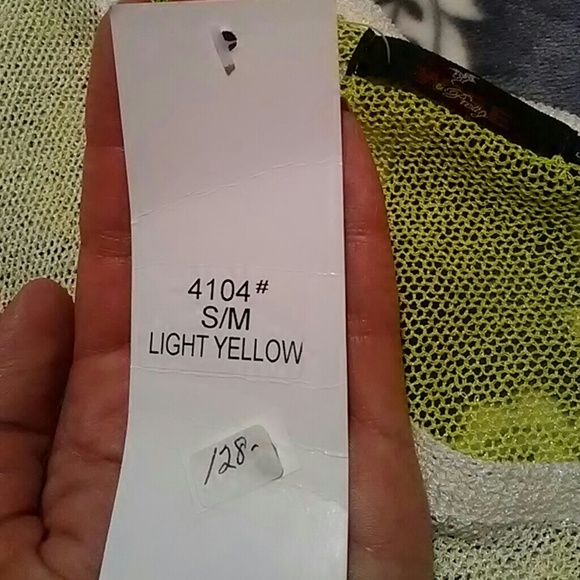 4104#
S/M
LIGHT YELLOW
128-